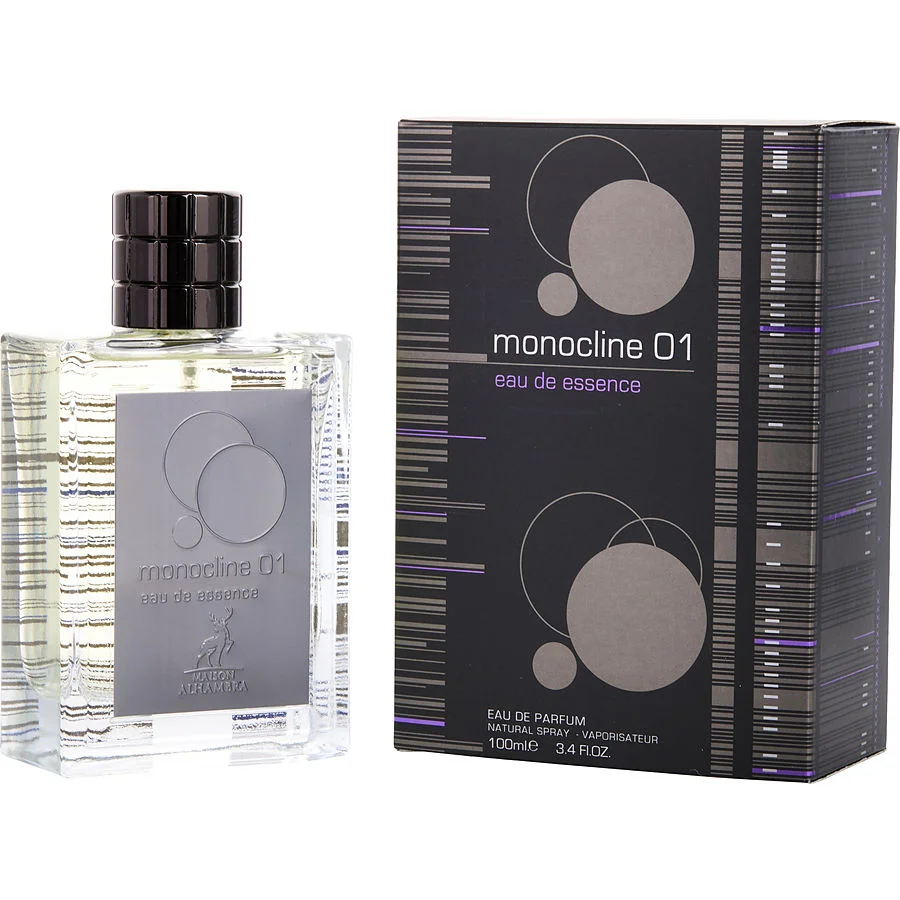 monocline 01
eau de essence
MAISON
ALHAMBRA
monocline 01
eau de essence
EAU DE PARFUM
NATURAL SPRAY - VAPORISATEUR
100ml.e 3.4 Fl.OZ.